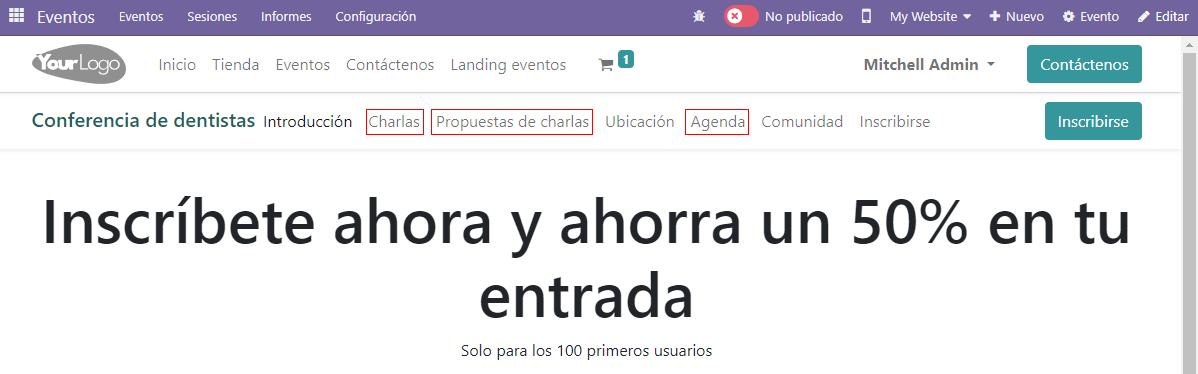 Eventos Eventos Sesiones Informes Configuración No publicado My Website Nuevo Evento Editar
YourLogo Inicio Tienda Eventos Contáctenos Landing eventos 1 Mitchell Admin Contáctenos
Conferencia de dentistas Introducción Charlas Propuestas de charlas Ubicación Agenda Comunidad Inscribirse Inscribirse
Inscríbete ahora y ahorra un 50% en tu
entrada
Solo para los 100 primeros usuarios